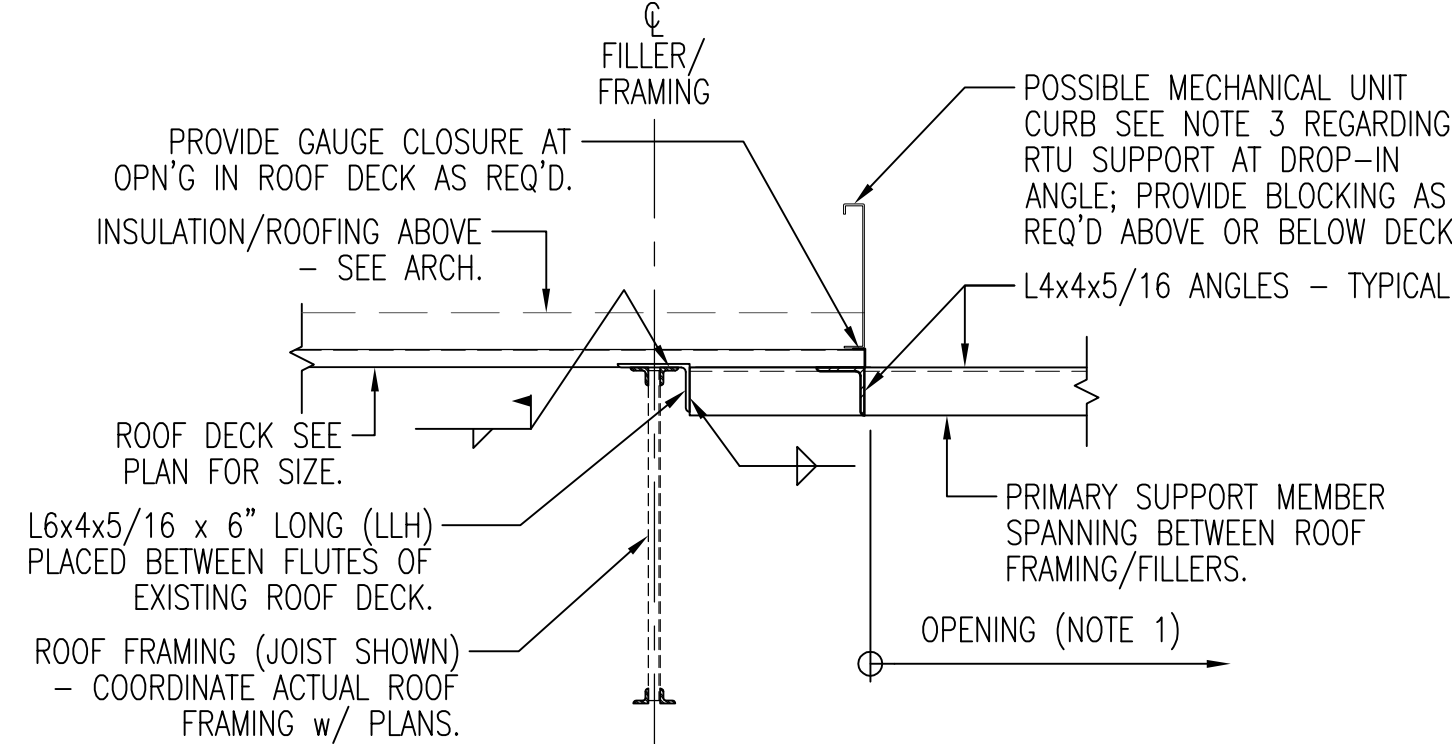 ℄
FILLER/
FRAMING
PROVIDE GAUGE CLOSURE AT
OPN'G IN ROOF DECK AS REQ'D.
INSULATION/ROOFING ABOVE
– SEE ARCH.
ROOF DECK SEE
PLAN FOR SIZE.
L6x4x5/16 x 6" LONG (LLH)
PLACED BETWEEN FLUTES OF
EXISTING ROOF DECK.
ROOF FRAMING (JOIST SHOWN)
– COORDINATE ACTUAL ROOF
FRAMING w/ PLANS.
POSSIBLE MECHANICAL UNIT
CURB SEE NOTE 3 REGARDING
RTU SUPPORT AT DROP–IN
ANGLE; PROVIDE BLOCKING AS
REQ'D ABOVE OR BELOW DECK
L4x4x5/16 ANGLES – TYPICAL
PRIMARY SUPPORT MEMBER
SPANNING BETWEEN ROOF
FRAMING/FILLERS.
OPENING (NOTE 1)